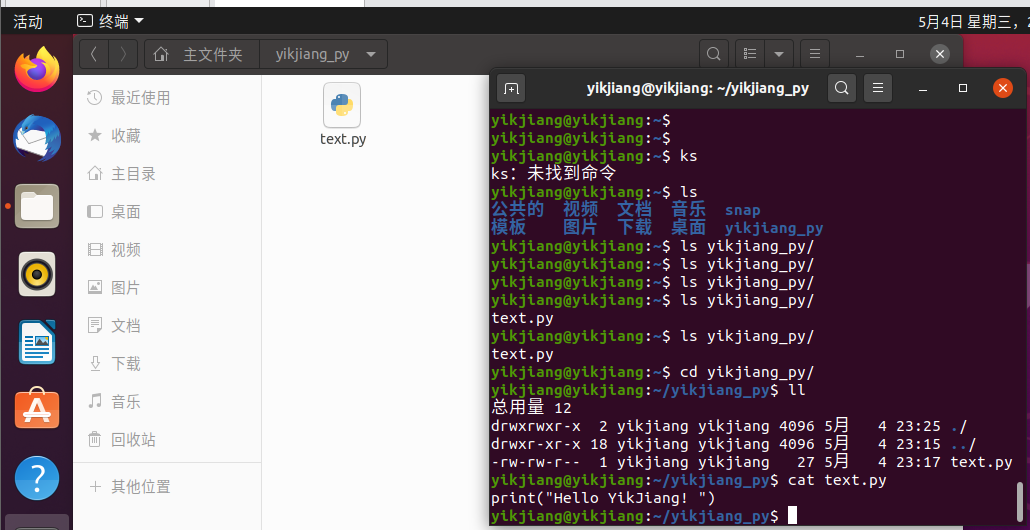 活动
终端
5月4日 星期三，
主文件夹
yikjiang_py
最近使用
收藏
主目录
桌面
视频
图片
文档
下载
音乐
回收站
其他位置
text.py
yikjiang@yikjiang: ~/yikjiang_py
yikjiang@yikjiang:~$
yikjiang@yikjiang:~$
yikjiang@yikjiang:~$ ks
ks：未找到命令
yikjiang@yikjiang:~$ ls
公共的 视频 文档 音乐 snap
模板 图片 下载 桌面 yikjiang_py
yikjiang@yikjiang:~$ ls yikjiang_py/
yikjiang@yikjiang:~$ ls yikjiang_py/
yikjiang@yikjiang:~$ ls yikjiang_py/
yikjiang@yikjiang:~$ ls yikjiang_py/
text.py
yikjiang@yikjiang:~$ ls yikjiang_py/
text.py
yikjiang@yikjiang:~$ cd yikjiang_py/
yikjiang@yikjiang:~/yikjiang_py$ ll
总用量 12
drwxrwxr-x 2 yikjiang yikjiang 4096 5月 4 23:25 ./
drwxr-xr-x 18 yikjiang yikjiang 4096 5月 4 23:15 ../
-rw-rw-r-- 1 yikjiang yikjiang 27 5月 4 23:17 text.py
yikjiang@yikjiang:~/yikjiang_py$ cat text.py
print("Hello YikJiang! ")
yikjiang@yikjiang:~/yikjiang_py$